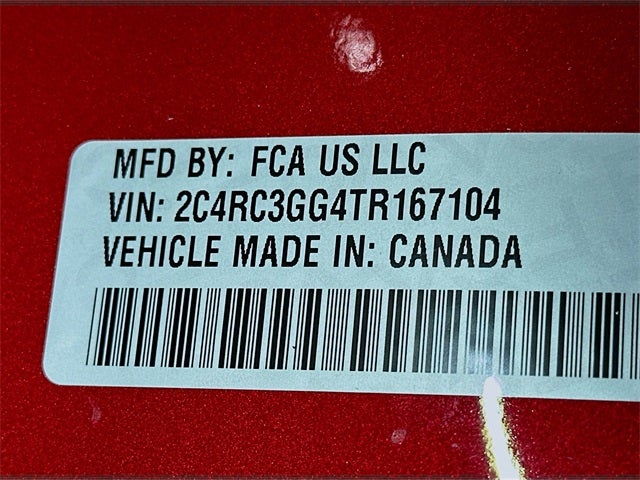 MFD BY: FCA US LLC
VIN: 2C4RC3GG4TR167104
VEHICLE MADE IN: CANADA